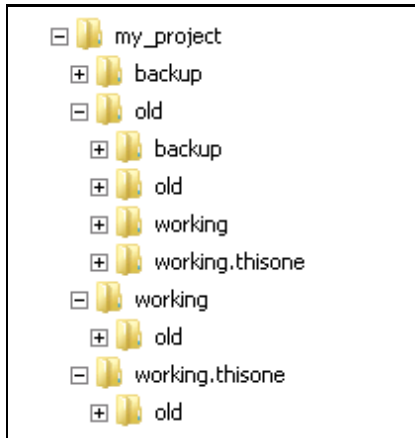 my_project
backup
old
backup
old
working
working.thisone
working
old
working.thisone
old